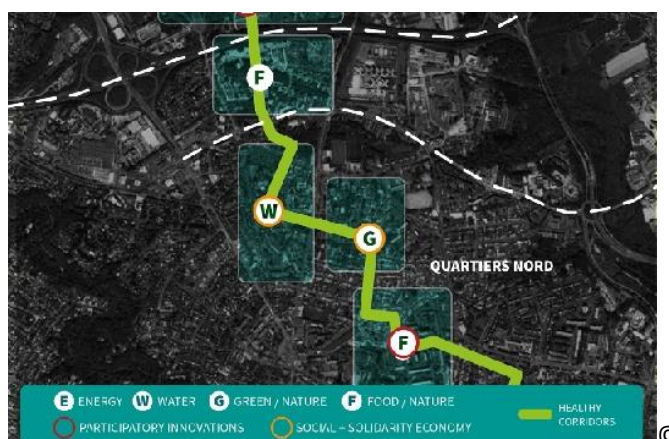 F
W
G
QUARTIERS NORD
F
E ENERGY W WATER G GREEN / NATURE F FOOD / NATURE
HEALTHY
CORRIDORS
PARTICIPATORY INNOVATIONS SOCIAL – SOLIDARITY ECONOMY
©